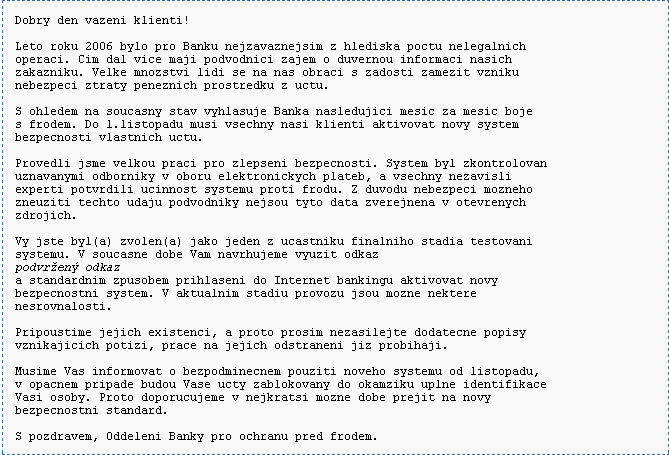 Dobry den vazeni klienti!
Leto roku 2006 bylo pro Banku nejzavaznejsim z hlediska poctu nelegalnich
operaci. Cim dal vice maji podvodnici zajem o duvernou informaci nasich
zakazniku. Velke mnozstvi lidi se na nas obraci s zadosti zamezit vzniku
nebezpeci ztraty peneznich prostredku z uctu.
S ohledem na soucasny stav vyhlasuje Banka nasledujici mesic za mesic boje
s frodem. Do 1.listopadu musi vsechny nasi klienti aktivovat novy system
bezpecnosti vlastnich uctu.
Provedli jsme velkou praci pro zlepseni bezpecnosti. System byl zkontrolovan
uznavanymi odborniky v oboru elektronickych plateb, a vsechny nezavisli
experti potvrdili ucinnost systemu proti frodu. Z duvodu nebezpeci mozneho
zneuziti techto udaju podvodniky nejsou tyto data zverejnena v otevrenych
zdrojich.
Vy jste byl(a) zvolen(a) jako jeden z ucastniku finalniho stadia testovani
systemu. V soucasne dobe Vam navrhujeme vyuzit odkaz
podvržený odkaz
a standardnim zpusobem prihlaseni do Internet bankingu aktivovat novy
bezpecnostni system. V aktualnim stadiu provozu jsou mozne nektere
nesrovnalosti.
Pripoustime jejich existenci, a proto prosim nezasilejte dodatecne popisy
vznikajicich potizi, prace na jejich odstraneni jiz probihaji.
Musime Vas informovat o bezpodminecnem pouziti noveho systemu od listopadu,
v opacnem pripade budou Vase ucty zablokovany do okamziku uplne identifikace
Vasi osoby. Proto doporucujeme v nejkratsi mozne dobe prejit na novy
bezpecnostni standard.
S pozdravem, Oddeleni Banky pro ochranu pred frodem.